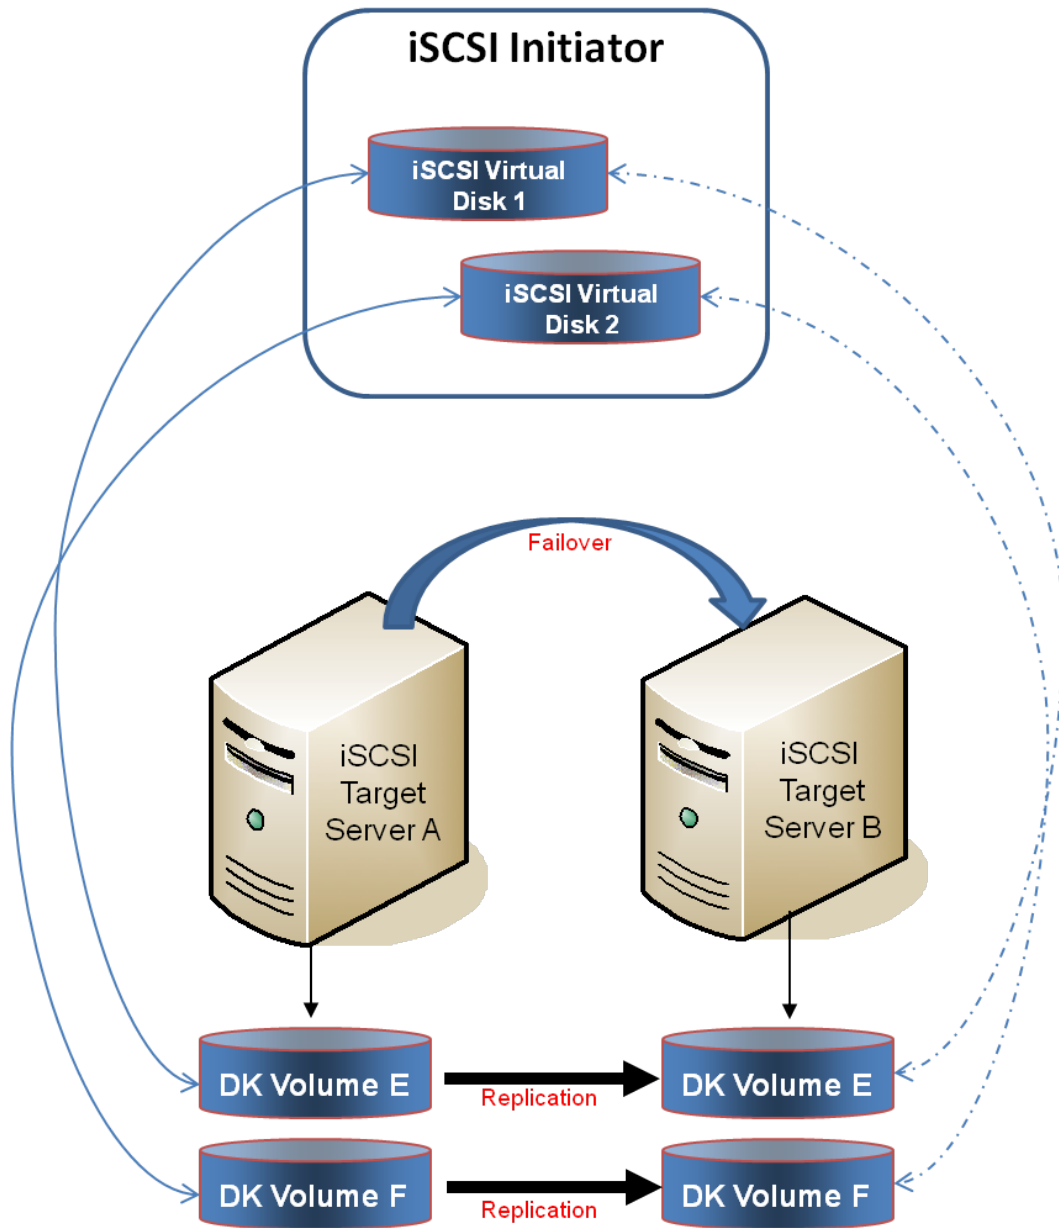 iSCSI Initiator
iSCSI Virtual
Disk 1
iSCSI Virtual
Disk 2
Failover
iSCSI
Target
Server A
iSCSI
Target
Server B
DK Volume E
Replication
DK Volume E
DK Volume F
Replication
DK Volume F